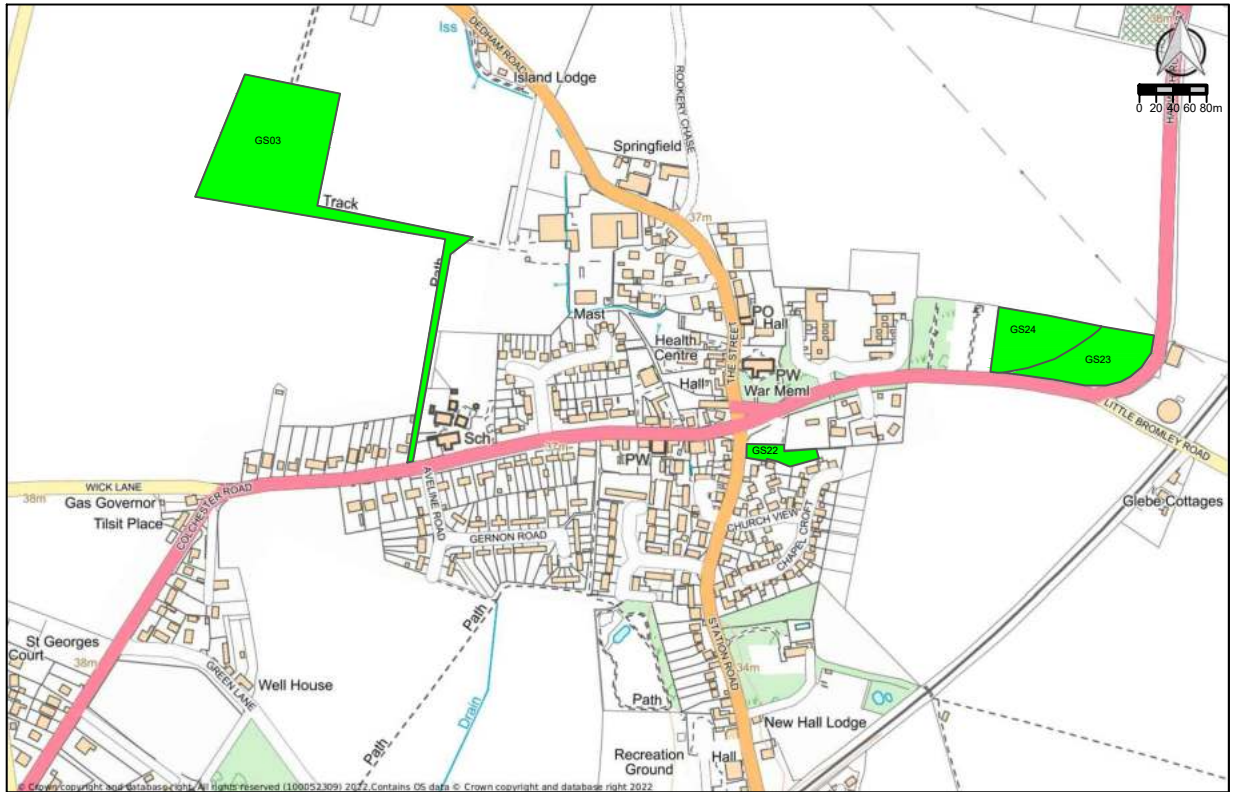 Iss
DEDHAM ROAD
Island Lodge
ROOKERY CHASE
38m
0 20 40 60 80m
GS03
Springfield
Track
37m
Path
Mast
PO
Hall
Health
Centre
THE STREET
Hall
PW
War Meml
GS24
GS23
LITTLE BROMLEY ROAD
Sch
37m
PW
GS22
WICK LANE
38m
Gas Governor
Tilsit Place
COLCHESTER ROAD
AVELINE ROAD
GERNON ROAD
CHURCH VIEW
CHAPEL CROFT
Glebe Cottages
Path
St Georges
Court
38m
GREEN LANE
Well House
Drain
Path
Path
STATION ROAD
34m
New Hall Lodge
Recreation
Ground
Hall
© Crown copyright and database right. All rights reserved (100052309) 2022.Contains OS data © Crown copyright and database right 2022